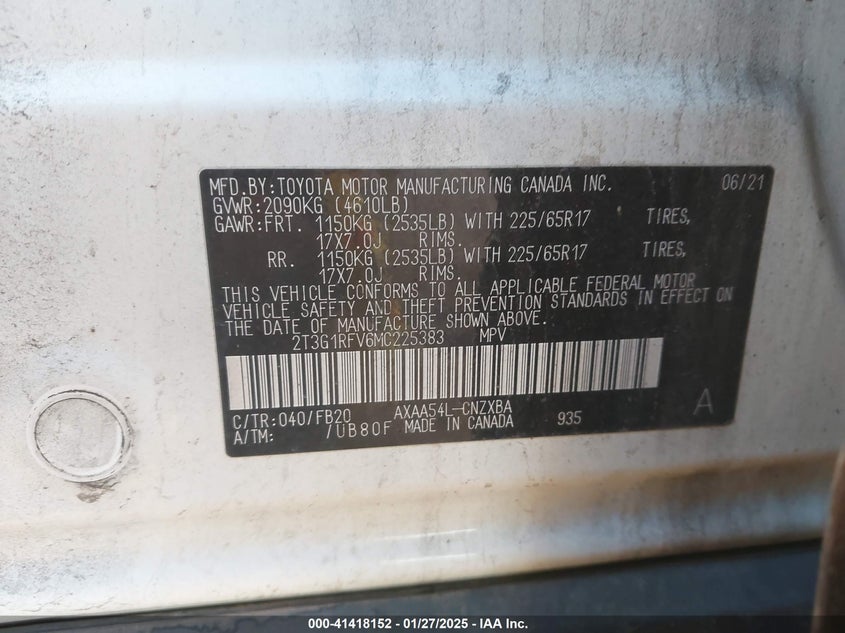 MFD.BY:TOYOTA MOTOR MANUFACTURING CANADA INC. 06/21
GVWR:2090KG (4610LB)
GAWR:FRT. 1150KG (2535LB) WITH 225/65R17 TIRES,
17X7.0J RIMS.
RR. 1150KG (2535LB) WITH 225/65R17 TIRES,
17X7.0J RIMS.
THIS VEHICLE CONFORMS TO ALL APPLICABLE FEDERAL MOTOR
VEHICLE SAFETY AND THEFT PREVENTION STANDARDS IN EFFECT ON
THE DATE OF MANUFACTURE SHOWN ABOVE.
2T3G1RFV6MC225383 MPV
C/TR:040/FB20 AXAA54L-CNZXBA A
A/TM: /UB80F MADE IN CANADA 935
000-41418152 - 01/27/2025 - IAA Inc.